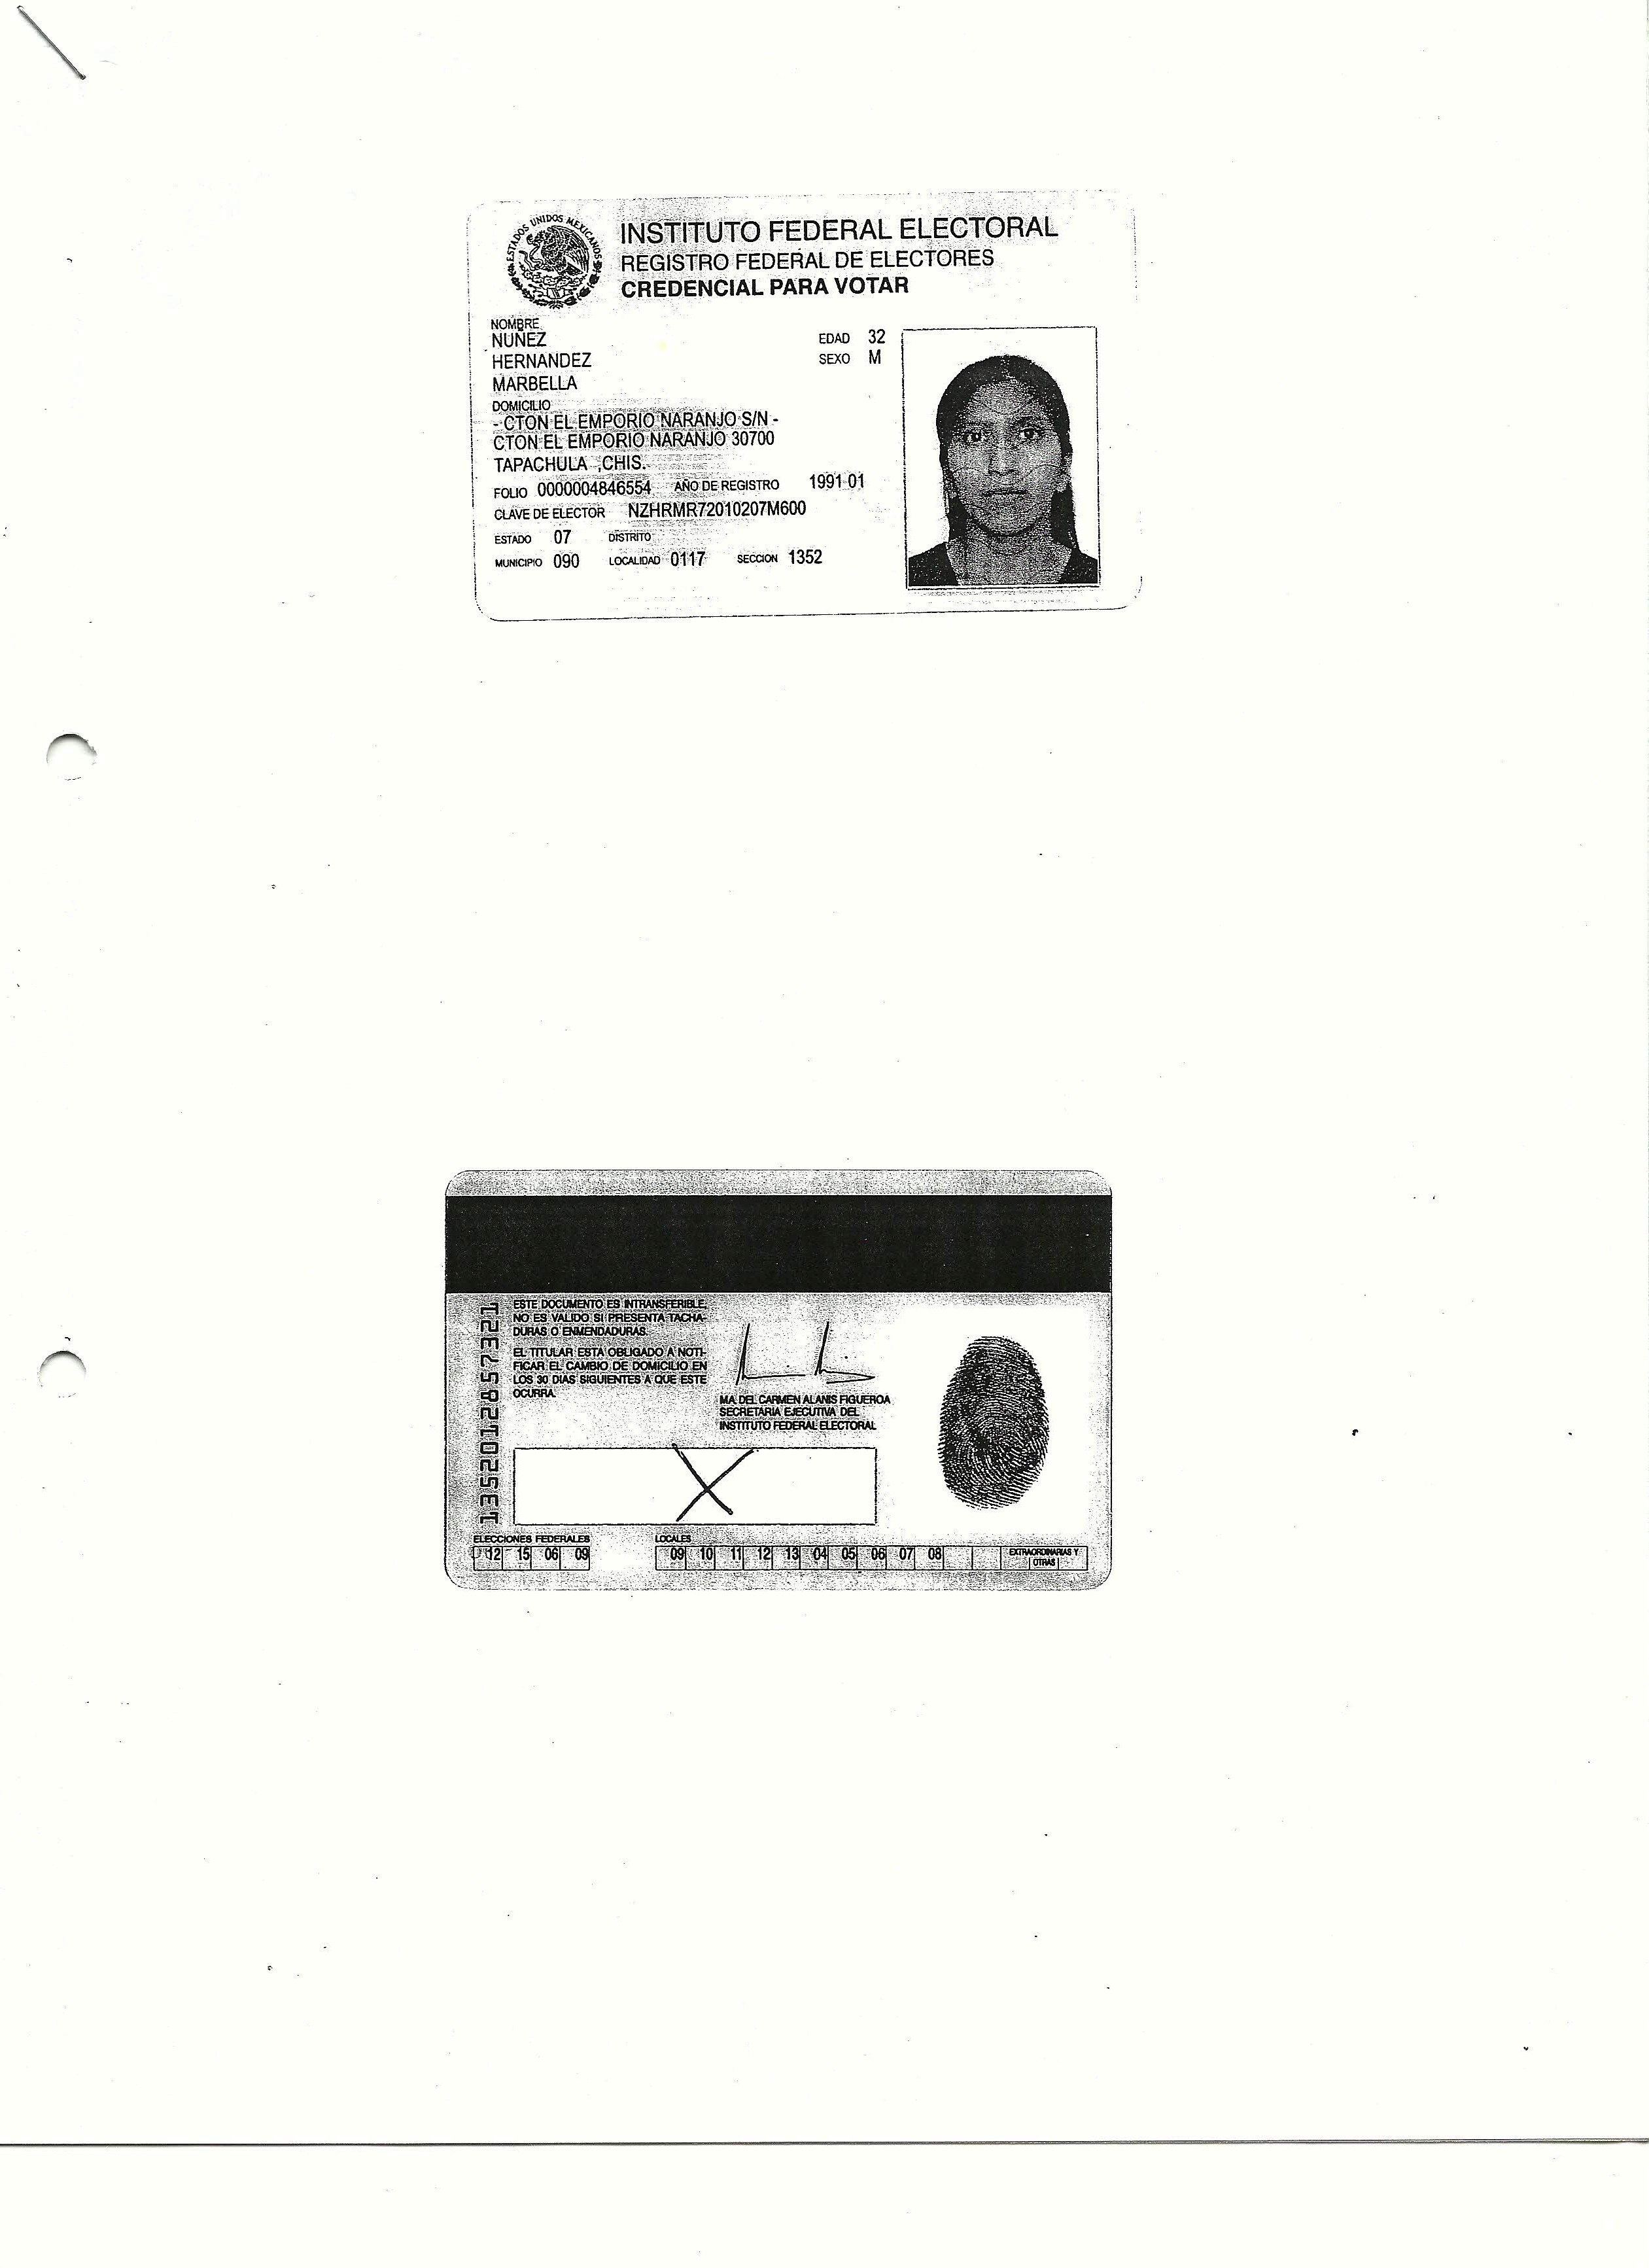 ESTADOS UNIDOS MEXICANOS
INSTITUTO FEDERAL ELECTORAL
REGISTRO FEDERAL DE ELECTORES
CREDENCIAL PARA VOTAR
NOMBRE
NUÑEZ
HERNANDEZ
MARBELLA
EDAD 32
SEXO M
DOMICILIO
- CTON EL EMPORIO NARANJO S/N -
CTON EL EMPORIO NARANJO 30700
TAPACHULA ,CHIS.
FOLIO 0000004846554 AÑO DE REGISTRO 1991 01
CLAVE DE ELECTOR NZHRMR72010207M600
ESTADO 07 DISTRITO
MUNICIPIO 090 LOCALIDAD 0117 SECCION 1352
1352012857321
ESTE DOCUMENTO ES INTRANSFERIBLE,
NO ES VALIDO SI PRESENTA TACHA-
DURAS O ENMENDADURAS.
EL TITULAR ESTA OBLIGADO A NOTI-
FICAR EL CAMBIO DE DOMICILIO EN
LOS 30 DIAS SIGUIENTES A QUE ESTE
OCURRA.
MA. DEL CARMEN ALANIS FIGUEROA
SECRETARIA EJECUTIVA DEL
INSTITUTO FEDERAL ELECTORAL
ELECCIONES FEDERALES
12 15 06 09
LOCALES
09 10 11 12 13 04 05 06 07 08
EXTRAORDINARIAS Y
OTRAS